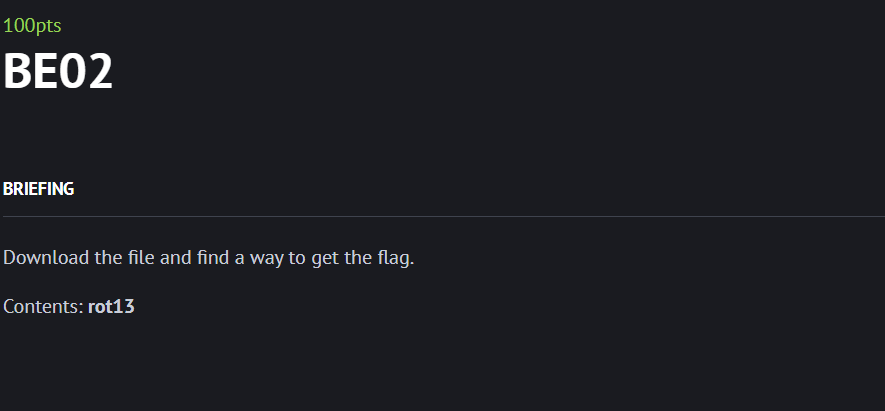 100pts
BE02
BRIEFING
Download the file and find a way to get the flag.
Contents: rot13